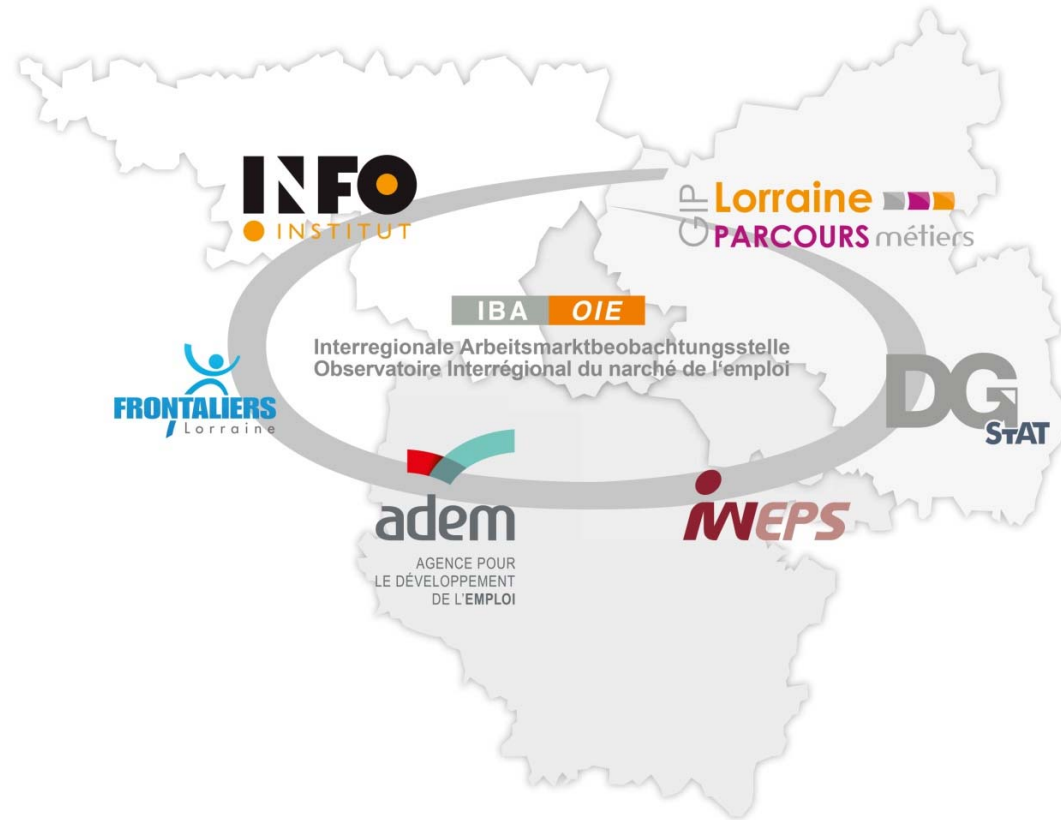 INFO
INSTITUT
GIP Lorraine
PARCOURS métiers
IBA OIE
Interregionale Arbeitsmarktbeobachtungsstelle
Observatoire Interrégional du narché de l'emploi
FRONTALIERS
Lorraine
DG
STAT
adem
AGENCE POUR
LE DÉVELOPPEMENT
DE L'EMPLOI
iWEPS